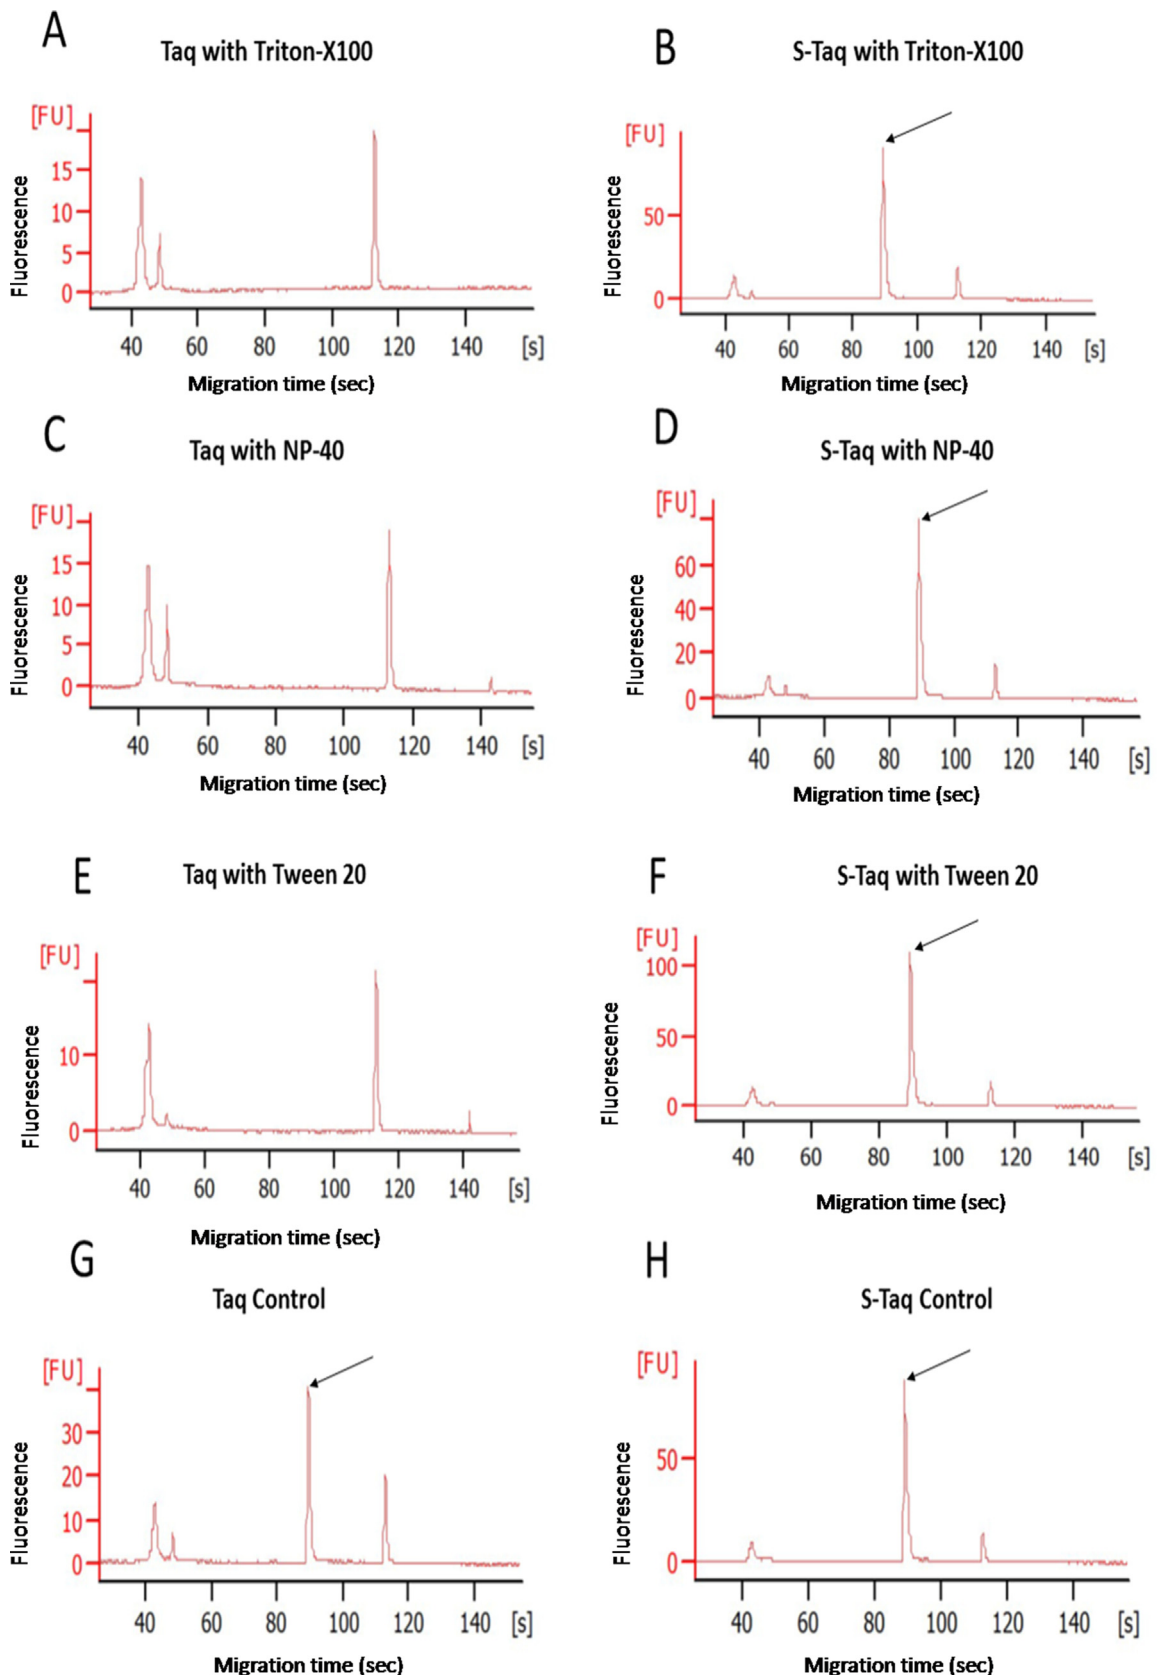 A
Taq with Triton-X100
[FU]
Fluorescence
15
10
5
0
40 60 80 100 120 140 [s]
Migration time (sec)
B
S-Taq with Triton-X100
[FU]
Fluorescence
50
0
40 60 80 100 120 140 [s]
Migration time (sec)
C
Taq with NP-40
[FU]
Fluorescence
15
10
5
0
40 60 80 100 120 140 [s]
Migration time (sec)
D
S-Taq with NP-40
[FU]
Fluorescence
60
40
20
0
40 60 80 100 120 140 [s]
Migration time (sec)
E
Taq with Tween 20
[FU]
Fluorescence
10
0
40 60 80 100 120 140 [s]
Migration time (sec)
F
S-Taq with Tween 20
[FU]
Fluorescence
100
50
0
40 60 80 100 120 140 [s]
Migration time (sec)
G
Taq Control
[FU]
Fluorescence
30
20
10
0
40 60 80 100 120 140 [s]
Migration time (sec)
H
S-Taq Control
[FU]
Fluorescence
50
0
40 60 80 100 120 140 [s]
Migration time (sec)